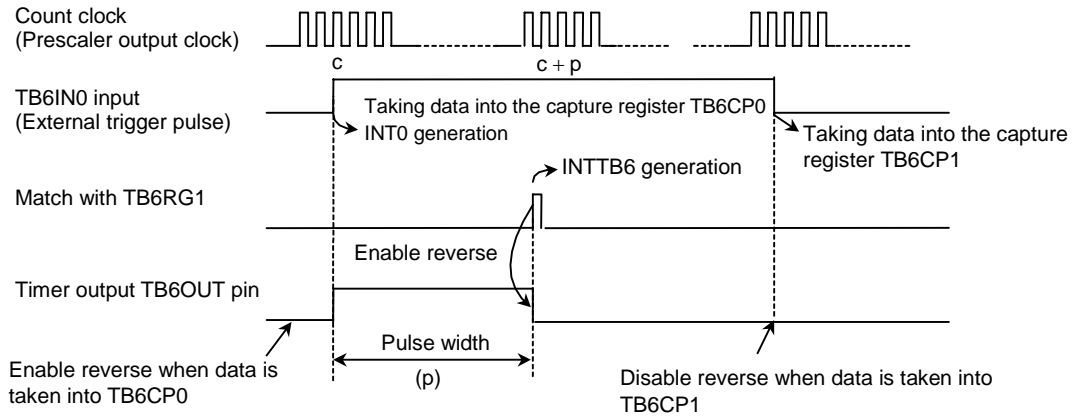 Count clock
(Prescaler output clock)
c
c + p
TB6IN0 input
(External trigger pulse)
Taking data into the capture register TB6CP0
INT0 generation
Taking data into the capture
register TB6CP1
INTTB6 generation
Match with TB6RG1
Enable reverse
Timer output TB6OUT pin
Pulse width
(p)
Enable reverse when data is
taken into TB6CP0
Disable reverse when data is taken into
TB6CP1